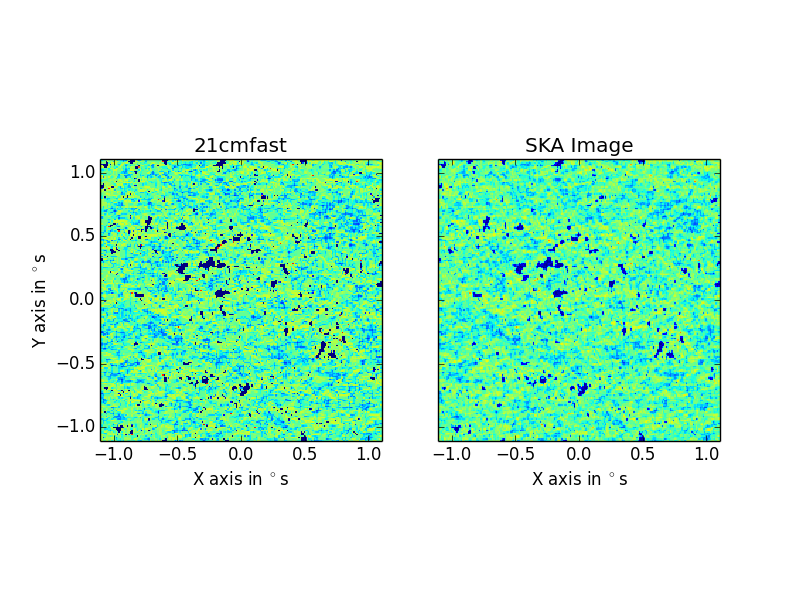 21cmfast
SKA Image
1.0
0.5
0.0
−0.5
−1.0
Y axis in °s
−1.0 −0.5 0.0 0.5 1.0
−1.0 −0.5 0.0 0.5 1.0
X axis in °s
X axis in °s